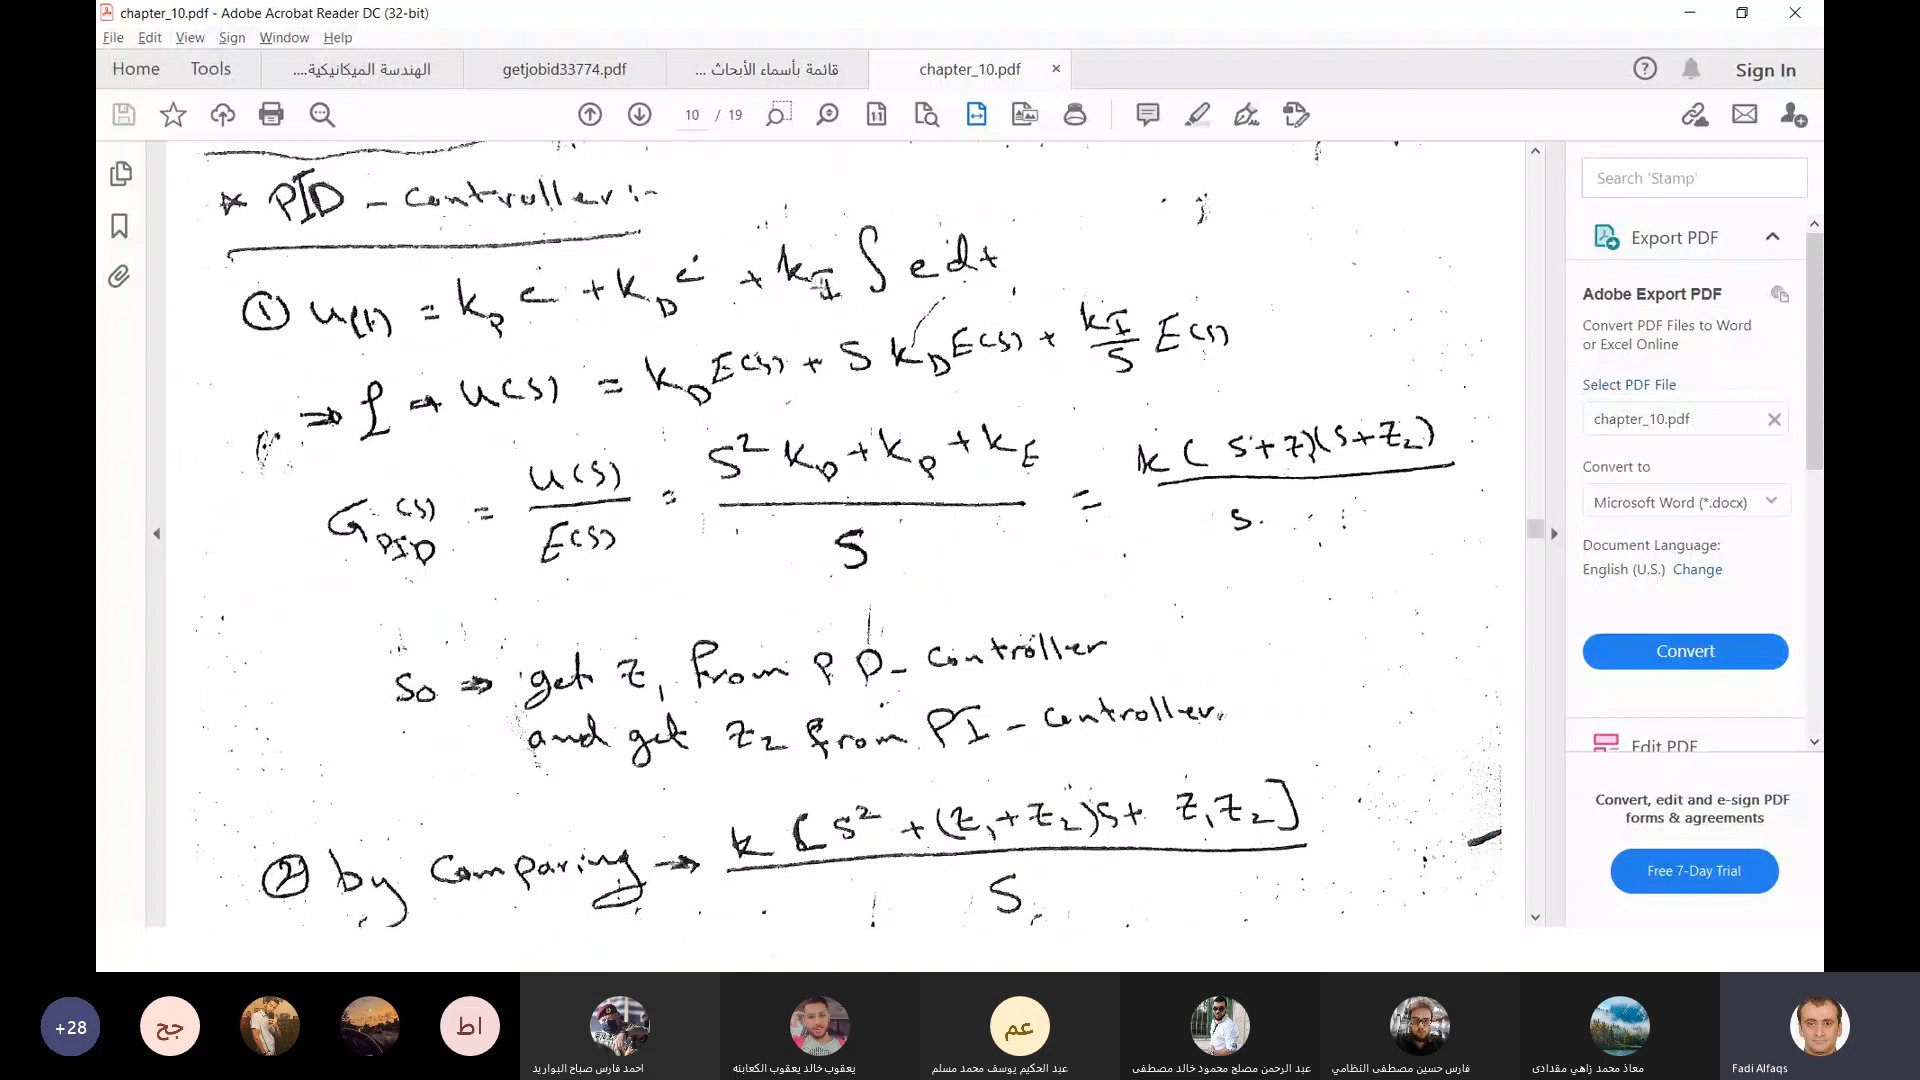 chapter_10.pdf - Adobe Acrobat Reader DC (32-bit)
File Edit View Sign Window Help
Home Tools الهندسة الميكانيكية.... getjobid33774.pdf قائمة بأسماء الأبحاث ... chapter_10.pdf × Sign In
10 / 19
* PID - Controller :-
① u(t) = kp e + kD ė + kI ∫ e dt
⇒ £ → U(s) = kD E(s) + S kD E(s) + kI/S E(s)
G PID (s) = U(s)/E(s) = (S² kD + kp + kE)/S = k(s+z)(s+z₂)/s
So ⇒ get z₁ from PD - Controller
and get z₂ from PI - Controller.
② by Comparing → k[s² + (z₁+z₂)s + z₁z₂]/S
Search 'Stamp'
Export PDF
Adobe Export PDF
Convert PDF Files to Word
or Excel Online
Select PDF File
chapter_10.pdf
Convert to
Microsoft Word (*.docx)
Document Language:
English (U.S.) Change
Convert
Edit PDF
Convert, edit and e-sign PDF
forms & agreements
Free 7-Day Trial
+28 جح اط عم
احمد فارس صباح البواريد
يعقوب خالد يعقوب الكعابنه
عبد الحكيم يوسف محمد مسلم
عبد الرحمن مصلح محمود خالد مصطفى
فارس حسين مصطفى النظامي
معاذ محمد زاهي مقدادى
Fadi Alfaqs